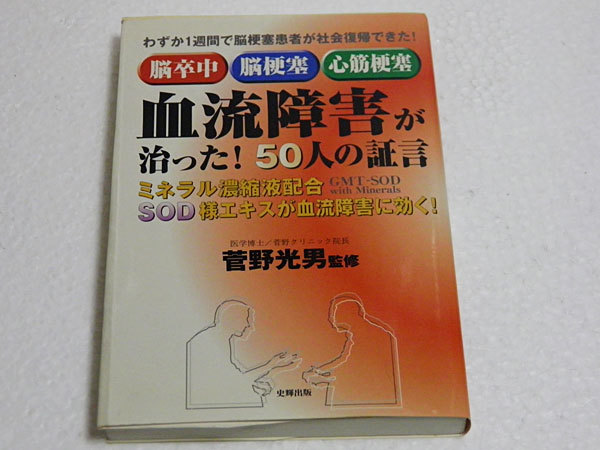 わずか1週間で脳梗塞患者が社会復帰できた!
脳卒中 脳梗塞 心筋梗塞
血流障害が
治った! 50人の証言
ミネラル濃縮液配合 GMT-SOD with Minerals
SOD様エキスが血流障害に効く!
医学博士/菅野クリニック院長
菅野光男監修
史輝出版